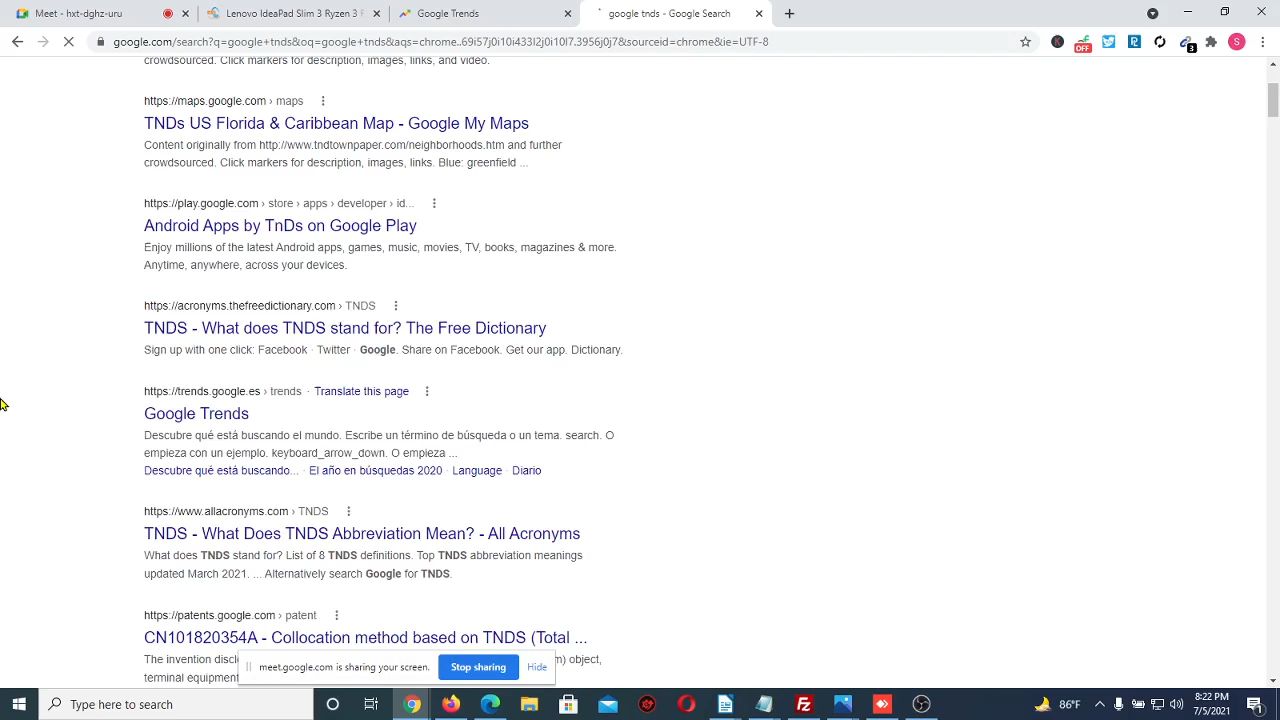 Meet - hxt-dghz-uru
Lenovo IdeaPad Slim 3 Ryzen 3
Google Trends
google tnds - Google Search
google.com/search?q=google+tnds&oq=google+tnds&aqs=chrome..69i57j0i10i433l2j0i10l7.3956j0j7&sourceid=chrome&ie=UTF-8
OFF
3
S
crowdsourced. Click markers for description, images, links, and video.
https://maps.google.com › maps
TNDs US Florida & Caribbean Map - Google My Maps
Content originally from http://www.tndtownpaper.com/neighborhoods.htm and further
crowdsourced. Click markers for description, images, links. Blue: greenfield ...
https://play.google.com › store › apps › developer › id...
Android Apps by TnDs on Google Play
Enjoy millions of the latest Android apps, games, music, movies, TV, books, magazines & more.
Anytime, anywhere, across your devices.
https://acronyms.thefreedictionary.com › TNDS
TNDS - What does TNDS stand for? The Free Dictionary
Sign up with one click: Facebook · Twitter · Google. Share on Facebook. Get our app. Dictionary.
https://trends.google.es › trends · Translate this page
Google Trends
Descubre qué está buscando el mundo. Escribe un término de búsqueda o un tema. search. O
empieza con un ejemplo. keyboard_arrow_down. O empieza ...
Descubre qué está buscando... · El año en búsquedas 2020 · Language · Diario
https://www.allacronyms.com › TNDS
TNDS - What Does TNDS Abbreviation Mean? - All Acronyms
What does TNDS stand for? List of 8 TNDS definitions. Top TNDS abbreviation meanings
updated March 2021. ... Alternatively search Google for TNDS.
https://patents.google.com › patent
CN101820354A - Collocation method based on TNDS (Total ...
The invention discl
m) object,
terminal equipment
meet.google.com is sharing your screen.
Stop sharing
Hide
Type here to search
86°F
8:22 PM
7/5/2021